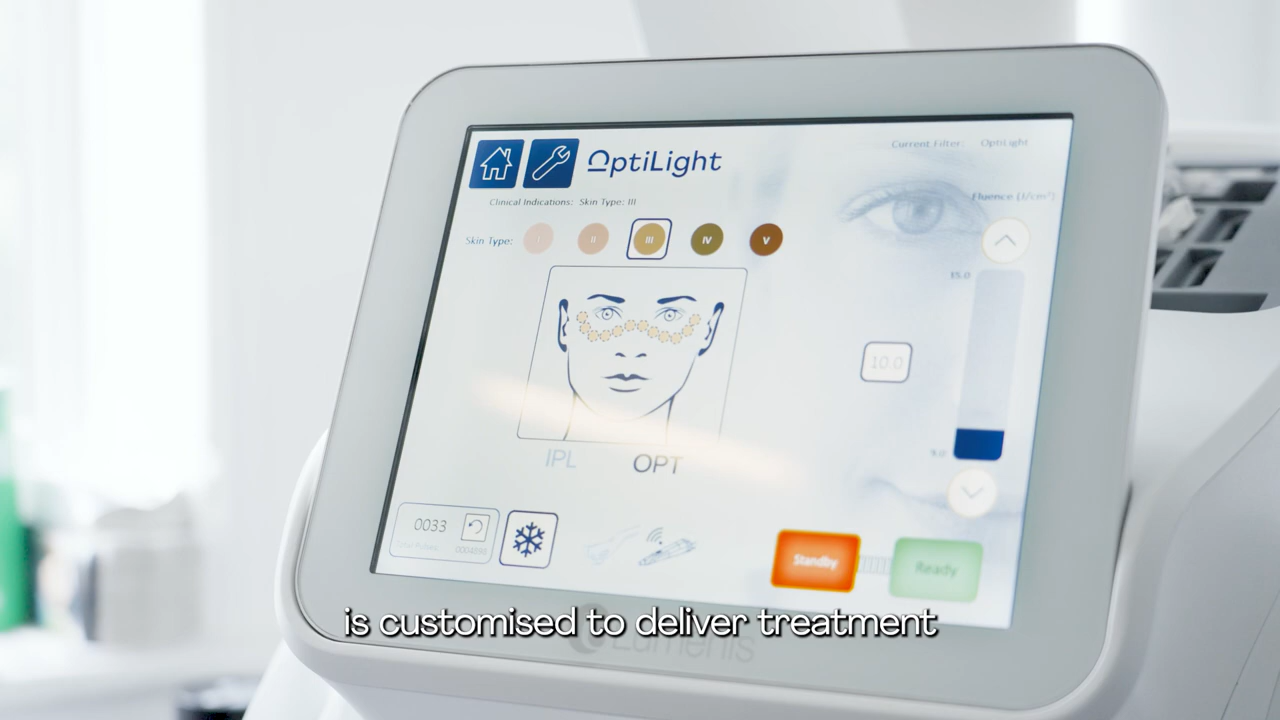 OptiLight
Current Filter: OptiLight
Clinical Indications: Skin Type: III
Fluence (J/cm²)
Skin Type: I II III IV V
15.0
10.0
IPL OPT
0033
Standby
Ready
is customised to deliver treatment
Lumenis